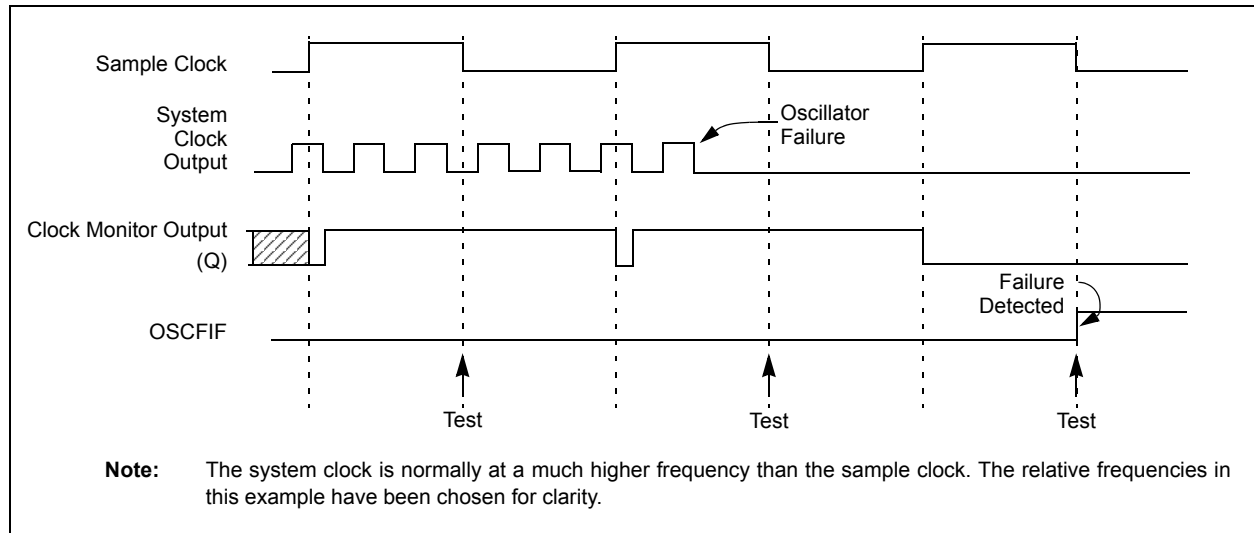 Sample Clock
System
Clock
Output
Oscillator
Failure
Clock Monitor Output
(Q)
Failure
Detected
OSCFIF
Test
Test
Test
Note: The system clock is normally at a much higher frequency than the sample clock. The relative frequencies in
this example have been chosen for clarity.